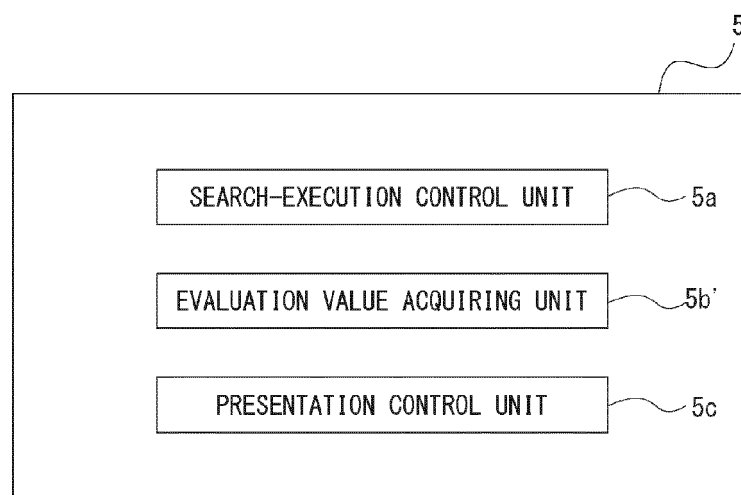 5
SEARCH-EXECUTION CONTROL UNIT 5a
EVALUATION VALUE ACQUIRING UNIT 5b'
PRESENTATION CONTROL UNIT 5c